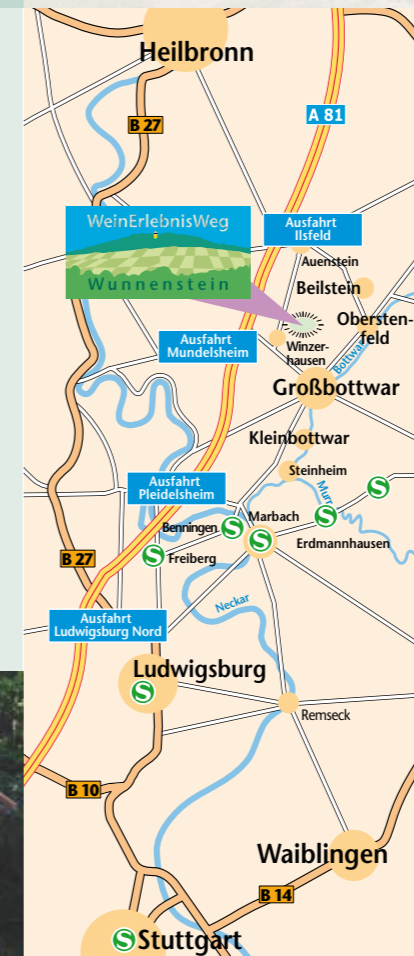 Heilbronn
B 27
A 81
WeinErlebnisWeg
Wunnenstein
Ausfahrt
Ilsfeld
Auenstein
Beilstein
Obersten-
feld
Winzer-
hausen
Bottwar
Ausfahrt
Mundelsheim
Großbottwar
Kleinbottwar
Steinheim
Murr
Ausfahrt
Pleidelsheim
S
Marbach
Benningen
S
S
S
Erdmannhausen
B 27
S
Freiberg
Neckar
Ausfahrt
Ludwigsburg Nord
Ludwigsburg
S
Remseck
B 10
Waiblingen
B 14
S
Stuttgart